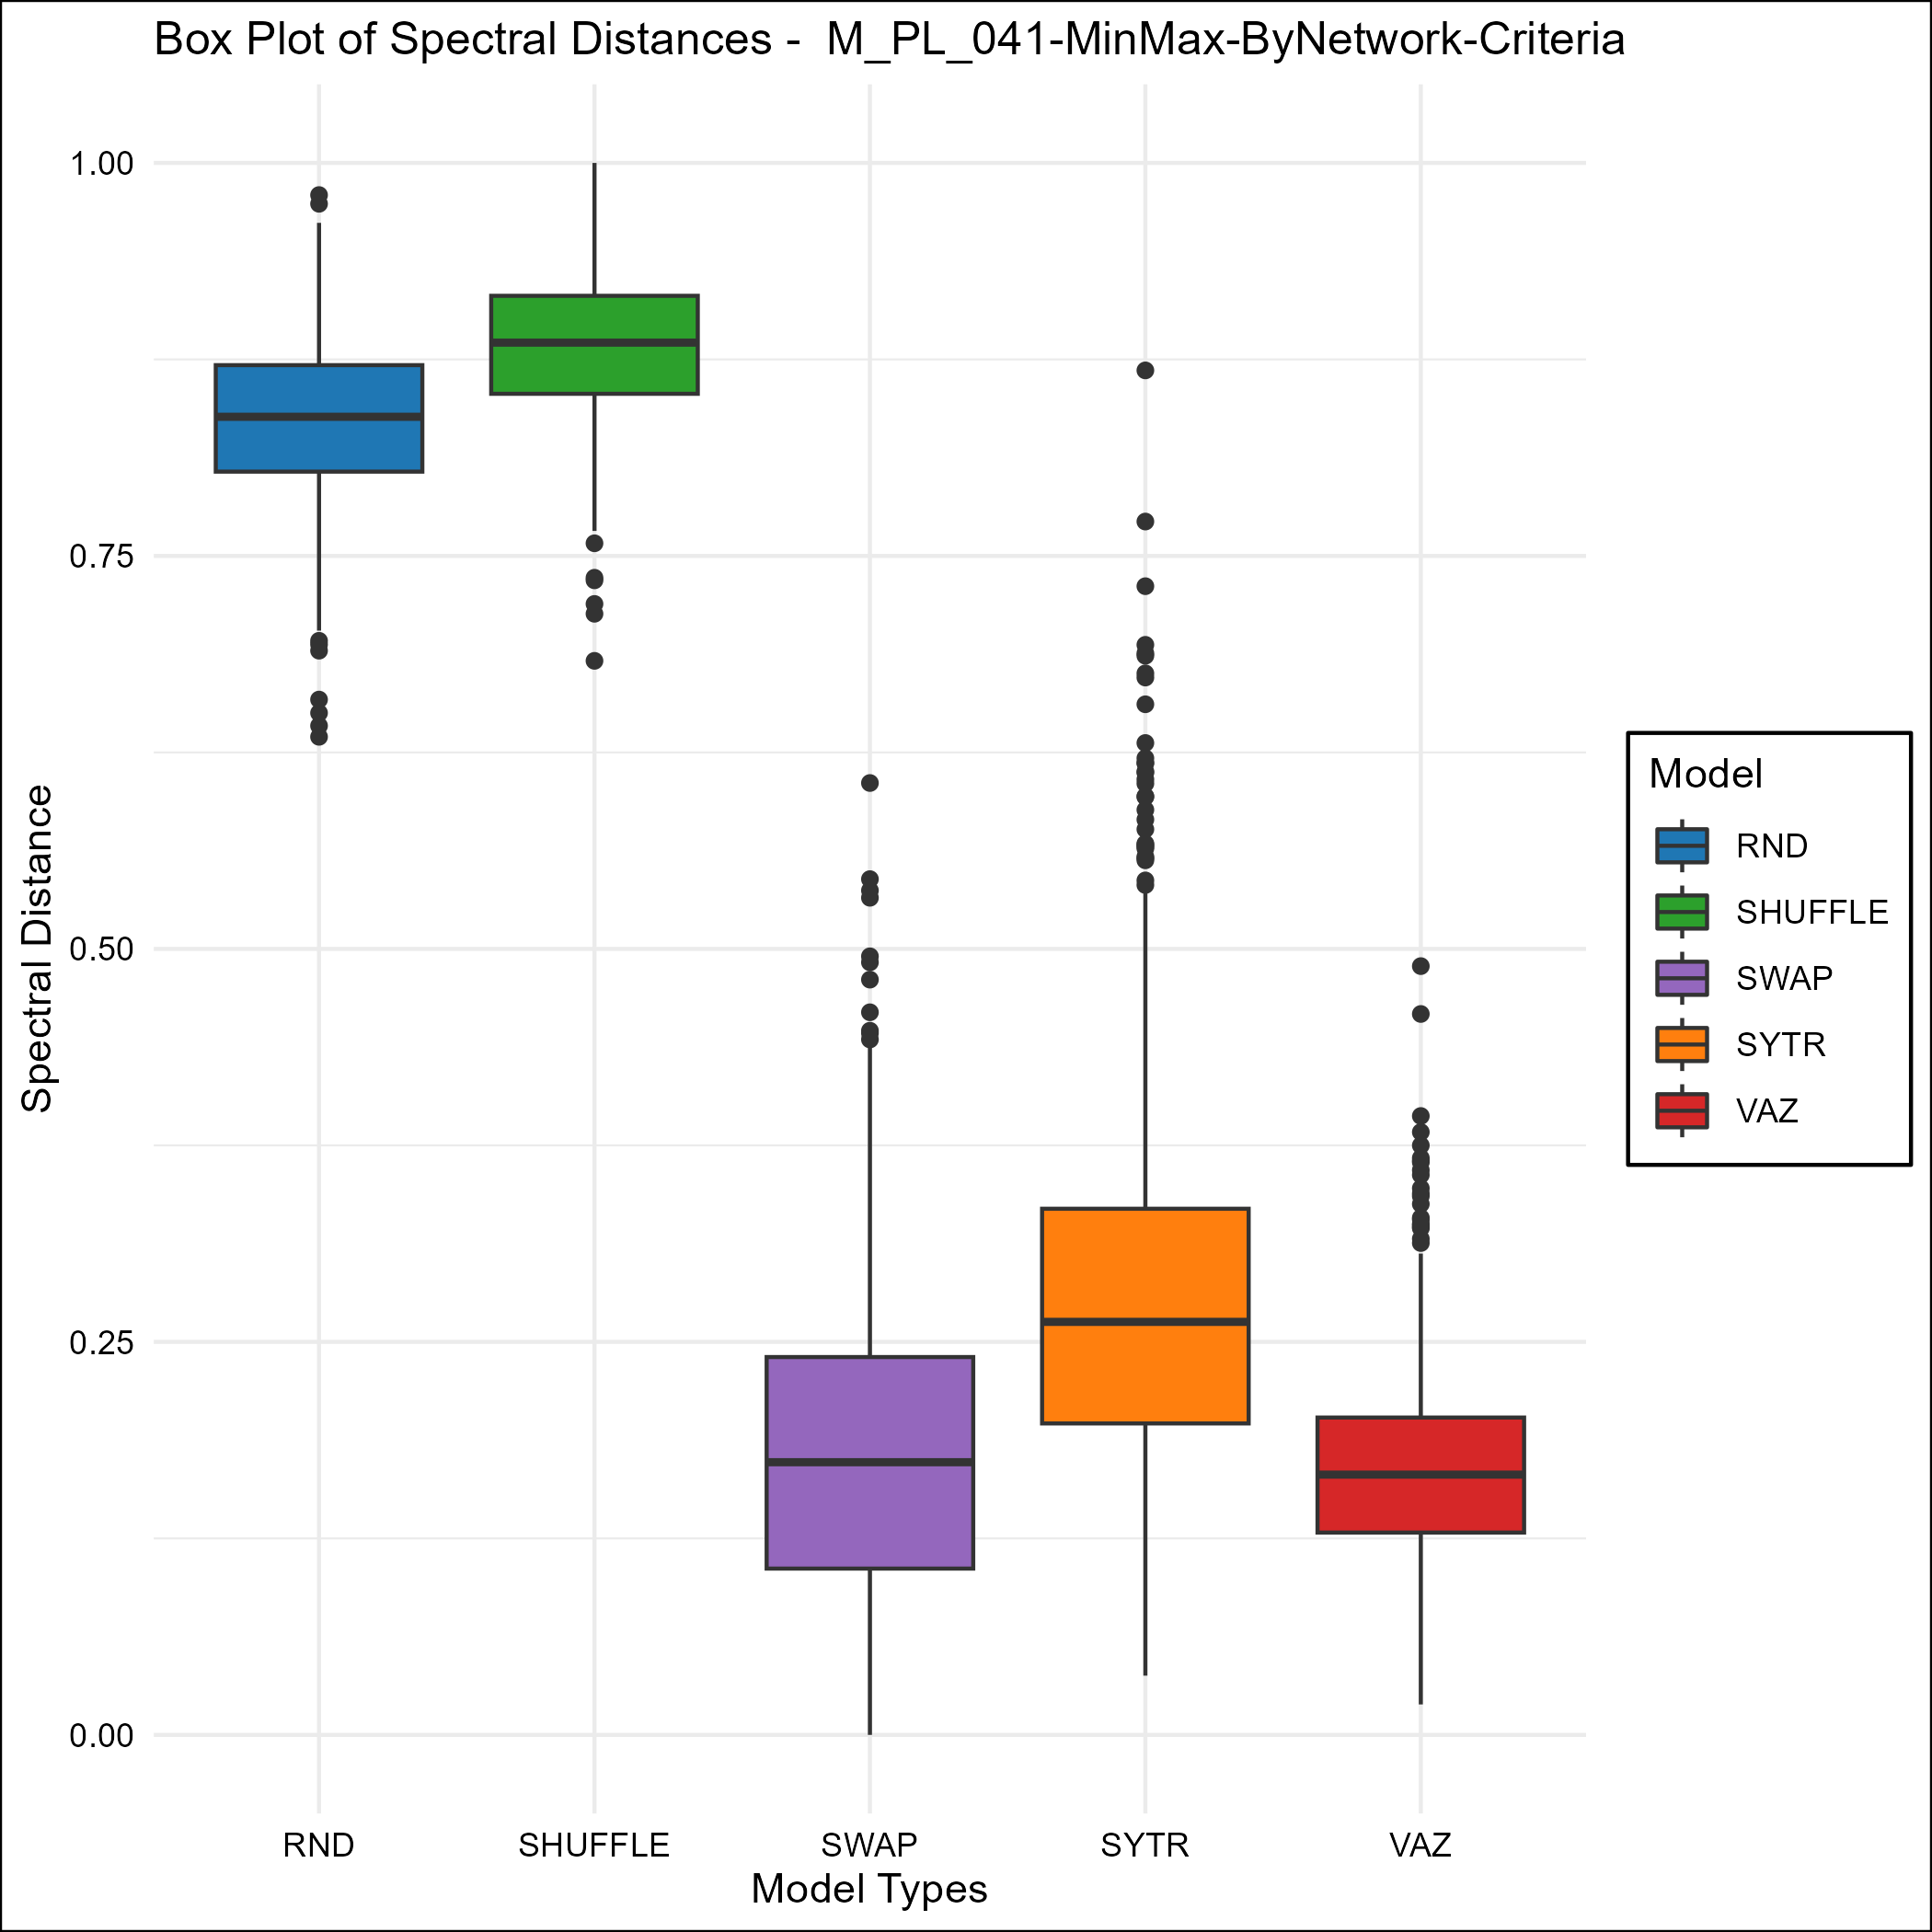 Box Plot of Spectral Distances -  M_PL_041-MinMax-ByNetwork-Criteria
Spectral Distance
1.00
0.75
0.50
0.25
0.00
RND
SHUFFLE
SWAP
SYTR
VAZ
Model Types
Model
RND
SHUFFLE
SWAP
SYTR
VAZ